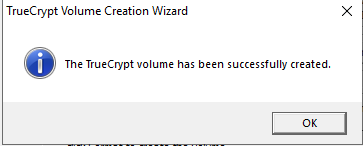 TrueCrypt Volume Creation Wizard
The TrueCrypt volume has been successfully created.
OK